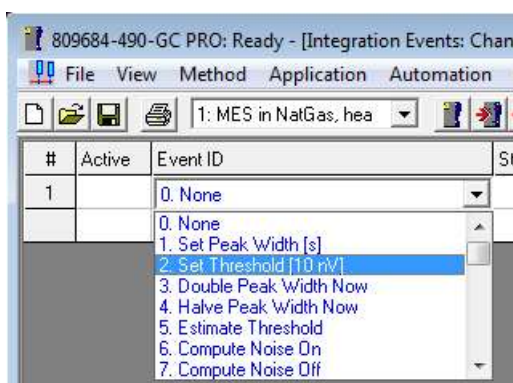 809684-490-GC PRO: Ready - [Integration Events: Chan
File View Method Application Automation
1: MES in NatGas, hea
# Active Event ID
1 0. None
0. None
1. Set Peak Width [s]
2. Set Threshold [10 nV]
3. Double Peak Width Now
4. Halve Peak Width Now
5. Estimate Threshold
6. Compute Noise On
7. Compute Noise Off